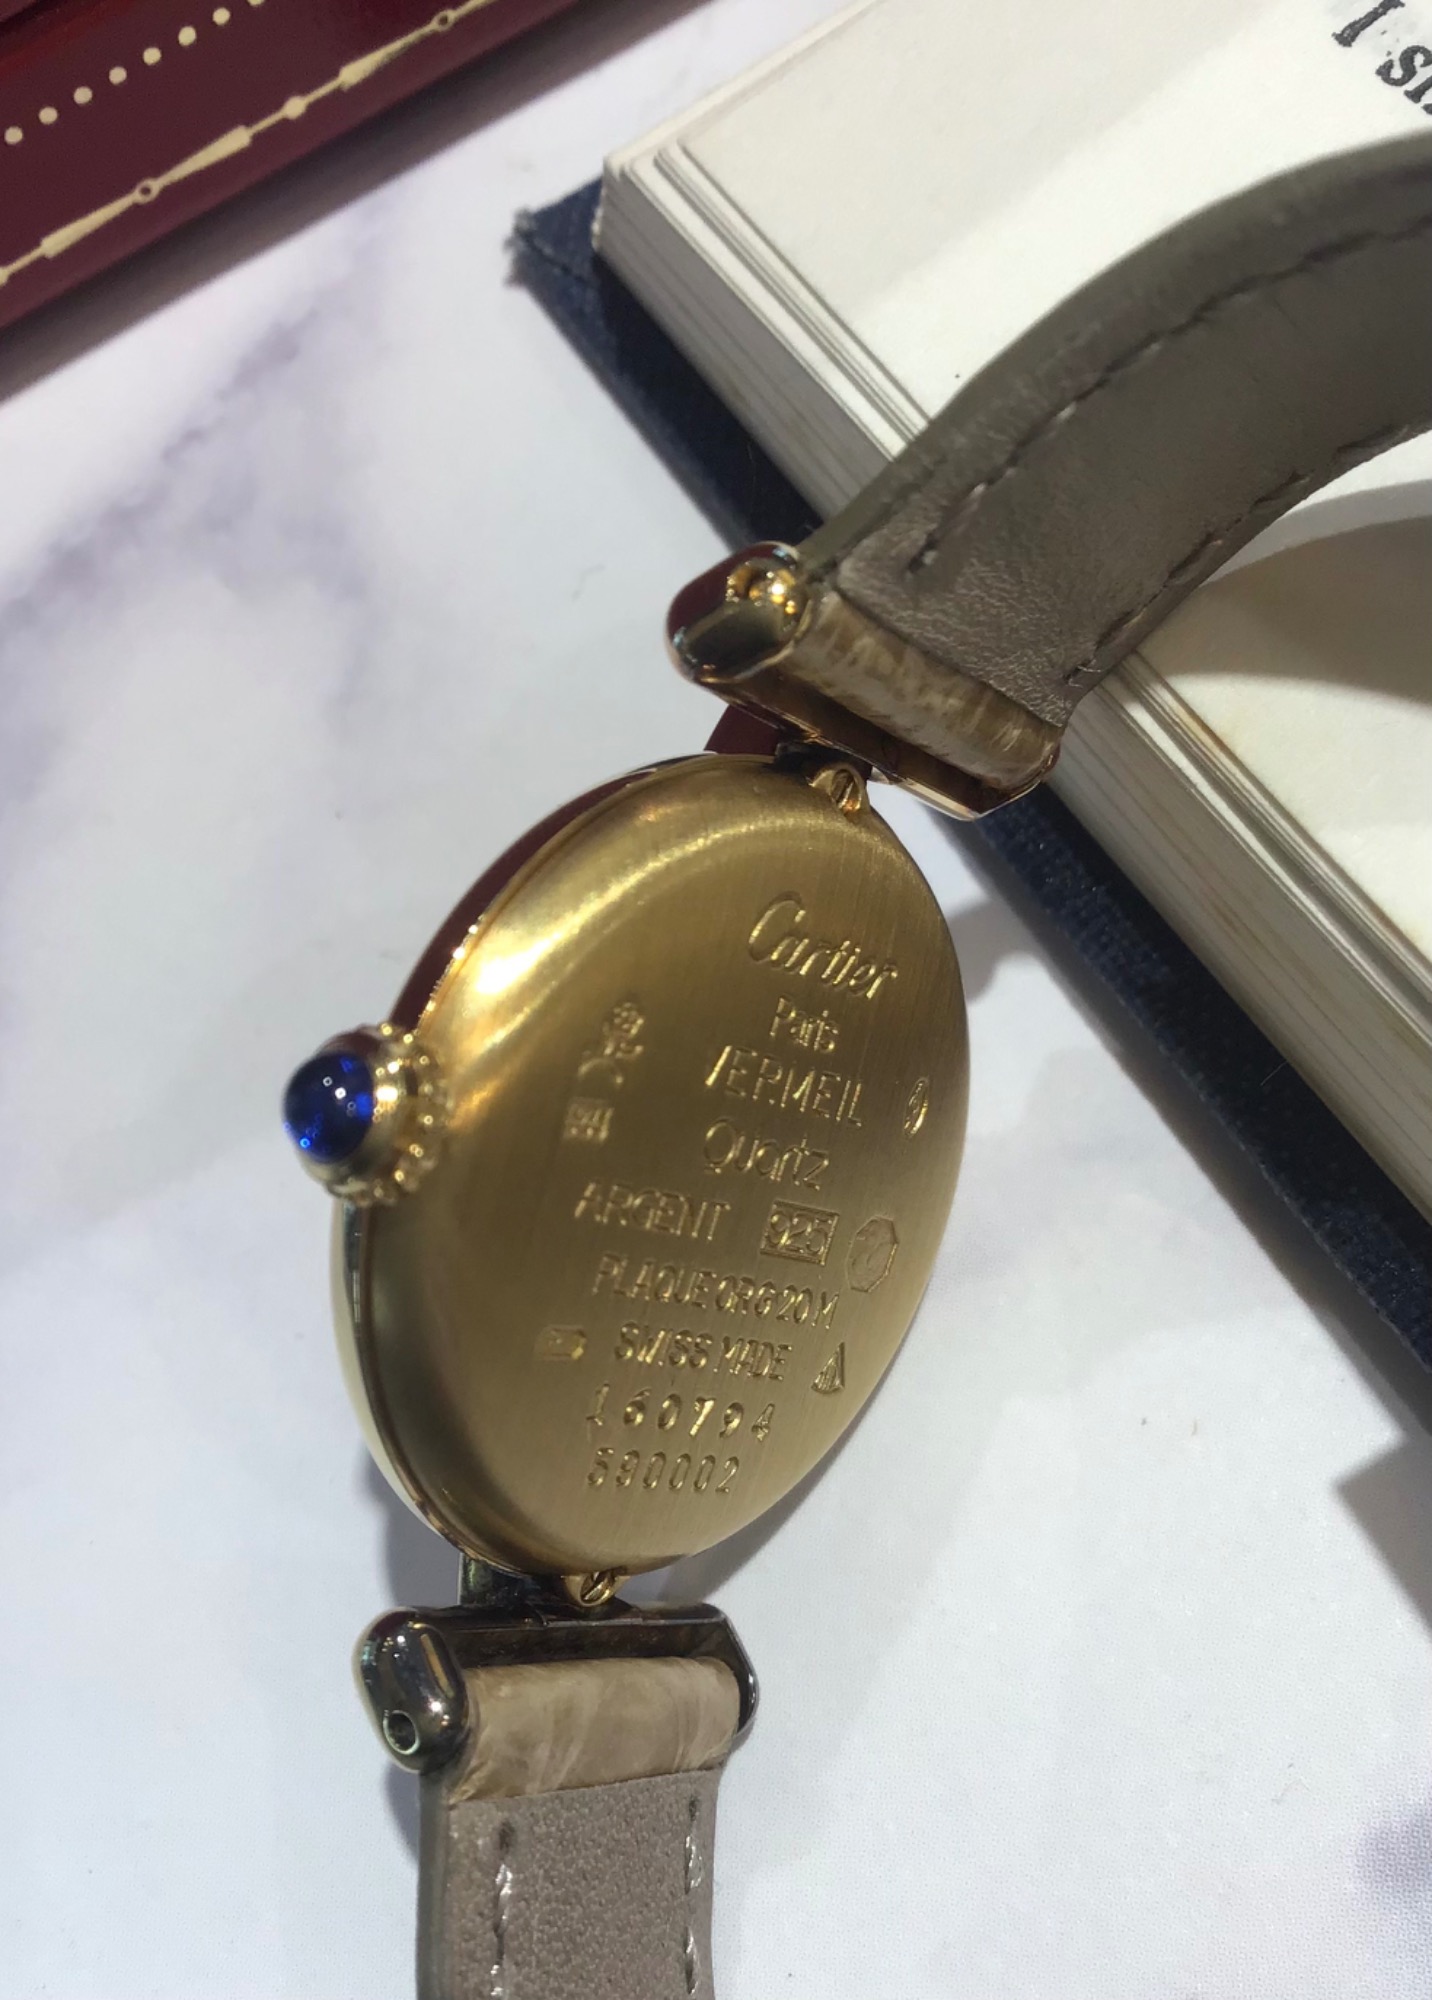 I
Cartier
Paris
VERMEIL
Quartz
ARGENT 925
PLAQUE OR G 20 M
SWISS MADE
160794
590002